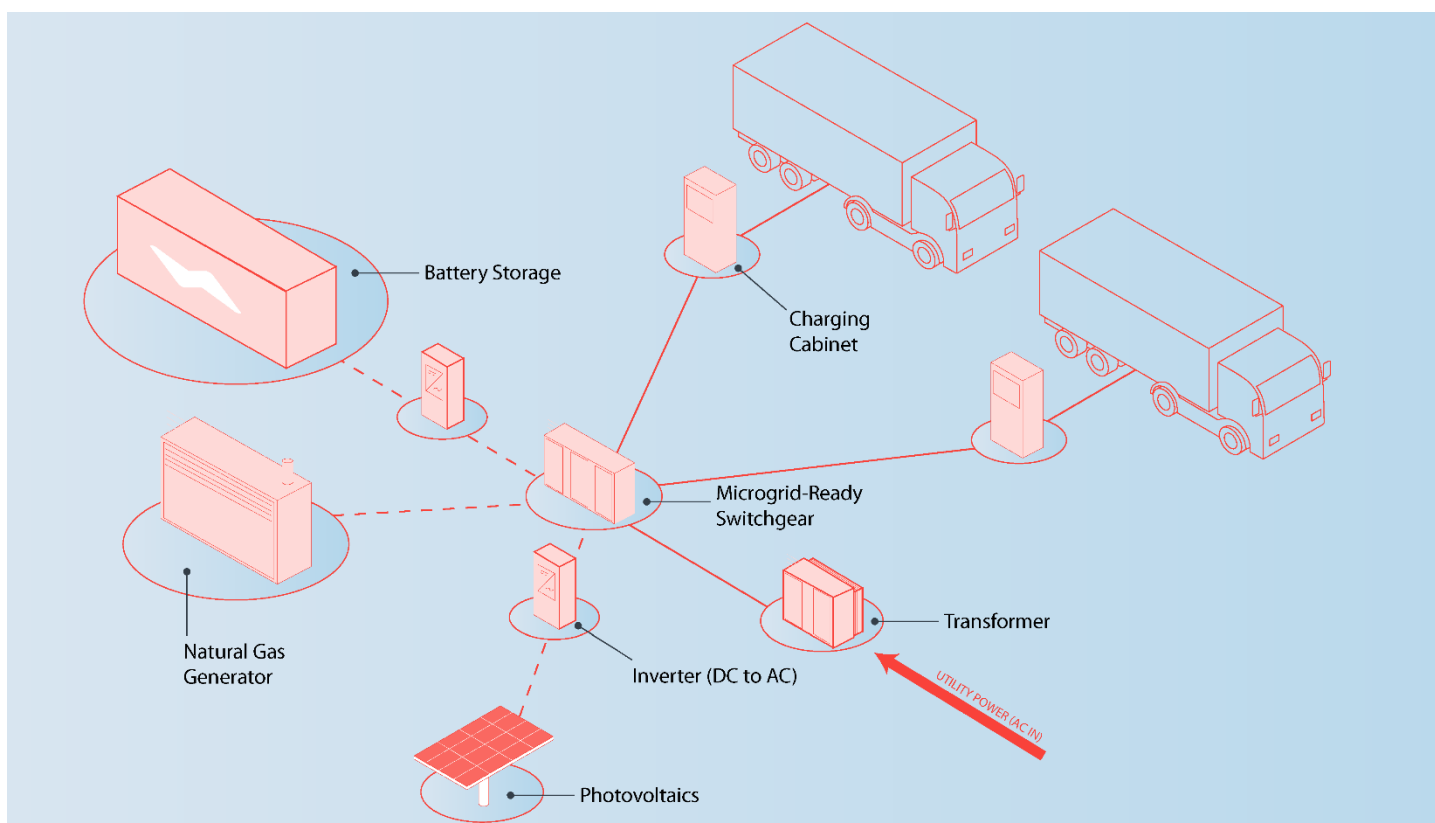 Battery Storage
Charging
Cabinet
Microgrid-Ready
Switchgear
Transformer
Natural Gas
Generator
Inverter (DC to AC)
UTILITY POWER (AC IN)
Photovoltaics